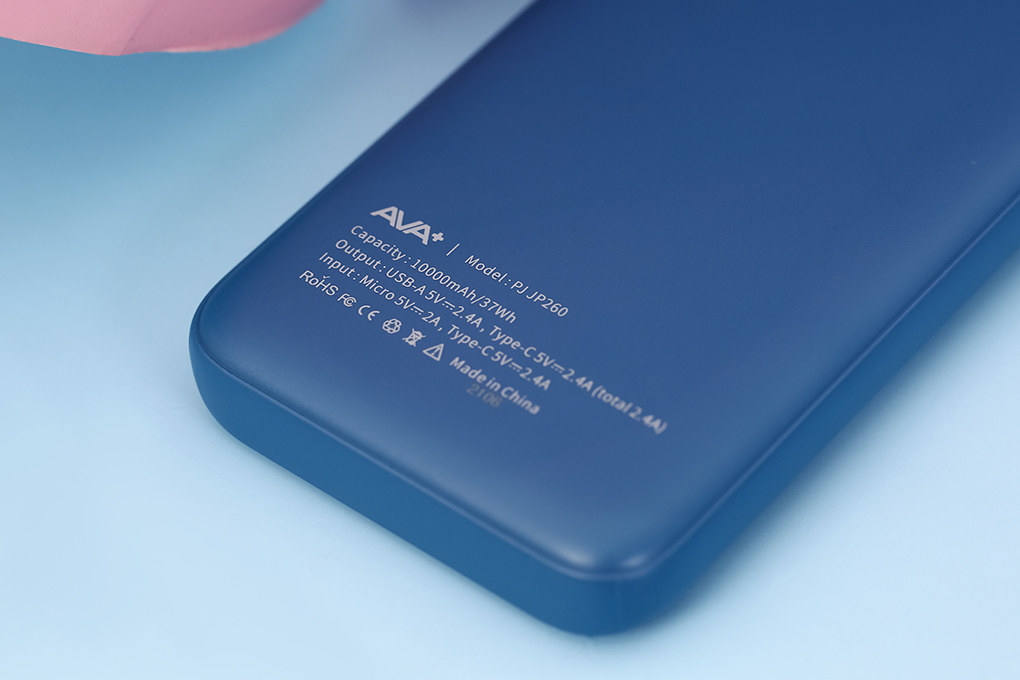 AVA+ | Model : PJ JP260
Capacity : 10000mAh/37Wh
Output : USB-A 5V⎓2.4A , Type-C 5V⎓2.4A (total 2.4A)
Input : Micro 5V⎓2A, Type-C 5V⎓2.4A
RoHS FC CE Made in China
2106